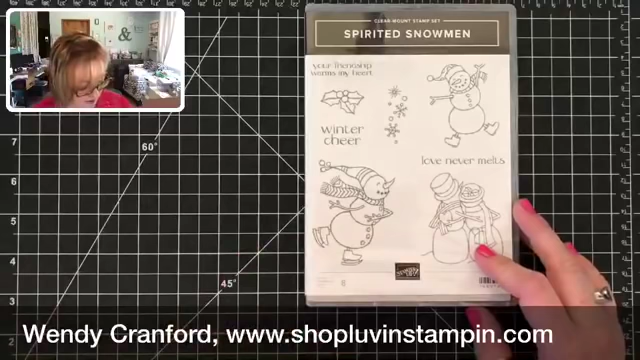 CLEAR-MOUNT STAMP SET
SPIRITED SNOWMEN
your friendship
warms my heart
winter
cheer
love never melts
&
7
6
5
4
3
2
60°
45°
Wendy Cranford, www.shopluvinstampin.com